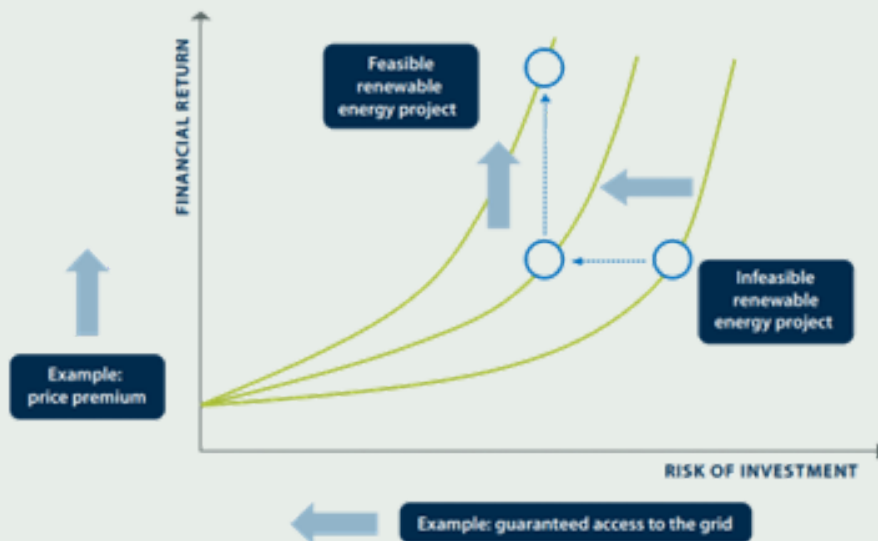 FINANCIAL RETURN
Feasible
renewable
energy project
Infeasible
renewable
energy project
Example:
price premium
RISK OF INVESTMENT
Example: guaranteed access to the grid